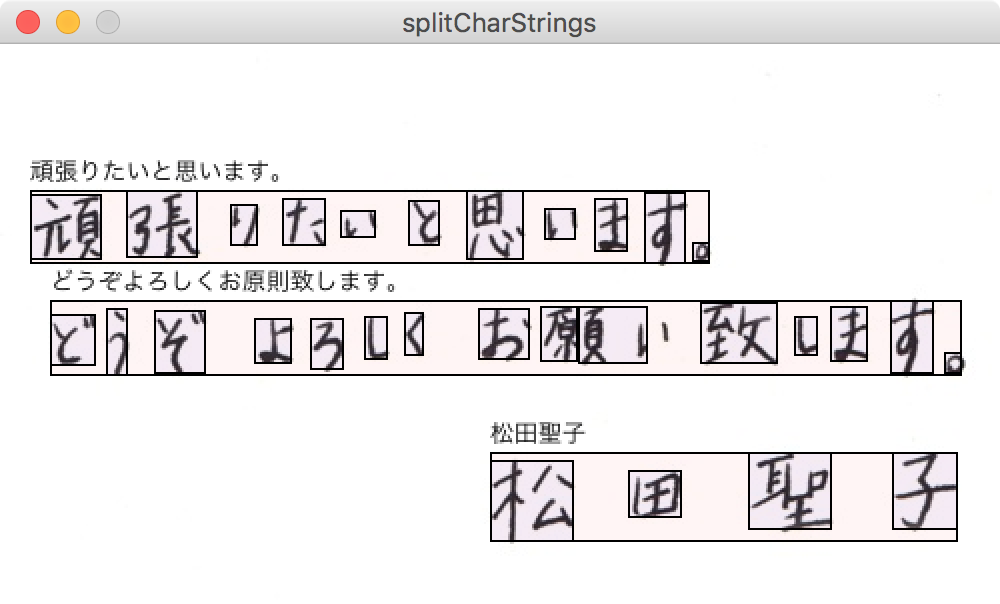 splitCharStrings
頑張りたいと思います。
頑張りたいと思います。
どうぞよろしくお原則致します。
どうぞよろしくお願い致します。
松田聖子
松田聖子